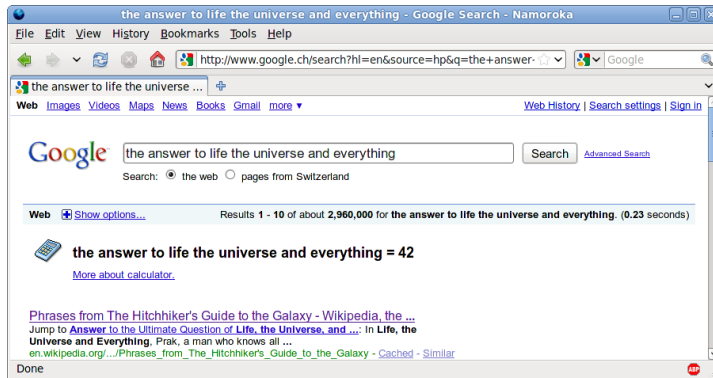 the answer to life the universe and everything - Google Search - Namoroka
File Edit View History Bookmarks Tools Help
http://www.google.ch/search?hl=en&source=hp&q=the+answer- Google
the answer to life the universe ...
Web Images Videos Maps News Books Gmail more ▼ Web History | Search settings | Sign in
Google the answer to life the universe and everything Search Advanced Search
Search: the web pages from Switzerland
Web Show options... Results 1 - 10 of about 2,960,000 for the answer to life the universe and everything. (0.23 seconds)
the answer to life the universe and everything = 42
More about calculator.
Phrases from The Hitchhiker's Guide to the Galaxy - Wikipedia, the ...
Jump to Answer to the Ultimate Question of Life, the Universe, and ...: In Life, the
Universe and Everything, Prak, a man who knows all ...
en.wikipedia.org/.../Phrases_from_The_Hitchhiker's_Guide_to_the_Galaxy - Cached - Similar
Done ABP